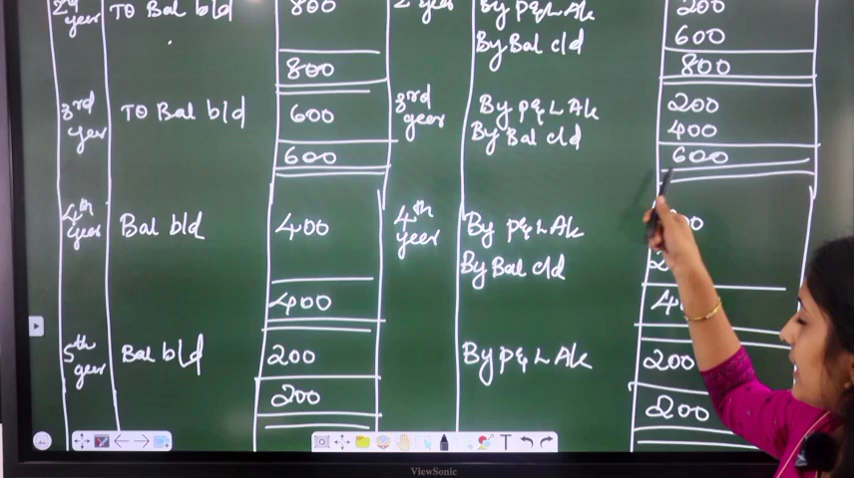 2nd To Bal b/d 800 2 By P&L A/c 200
year year By Bal c/d 600
800 800
3rd To Bal b/d 600 3rd By P&L A/c 200
year year By Bal c/d 400
600 600
4th Bal b/d 400 4th By P&L A/c
year year By Bal c/d
400
5th Bal b/d 200 By P&L A/c 200
year
200 200
T
ViewSonic